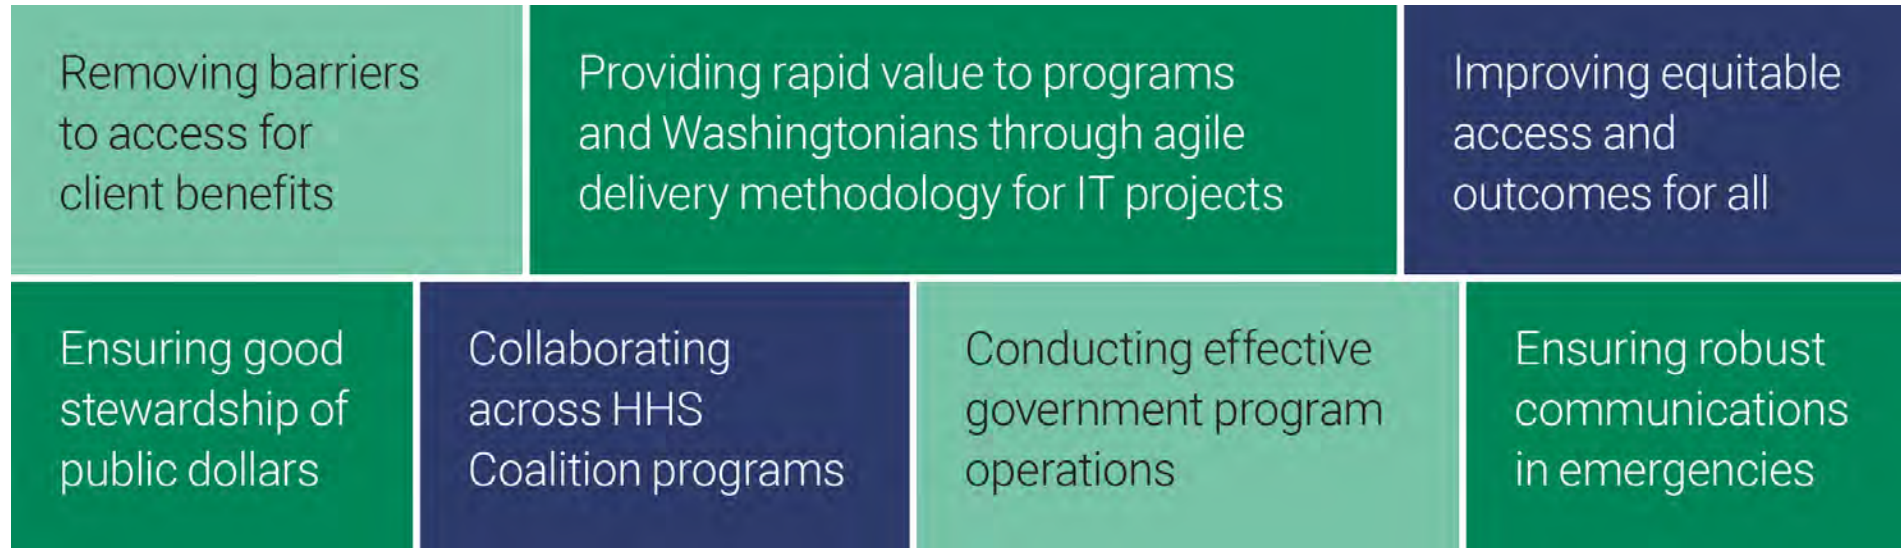 Removing barriers
to access for
client benefits
Providing rapid value to programs
and Washingtonians through agile
delivery methodology for IT projects
Improving equitable
access and
outcomes for all
Ensuring good
stewardship of
public dollars
Collaborating
across HHS
Coalition programs
Conducting effective
government program
operations
Ensuring robust
communications
in emergencies